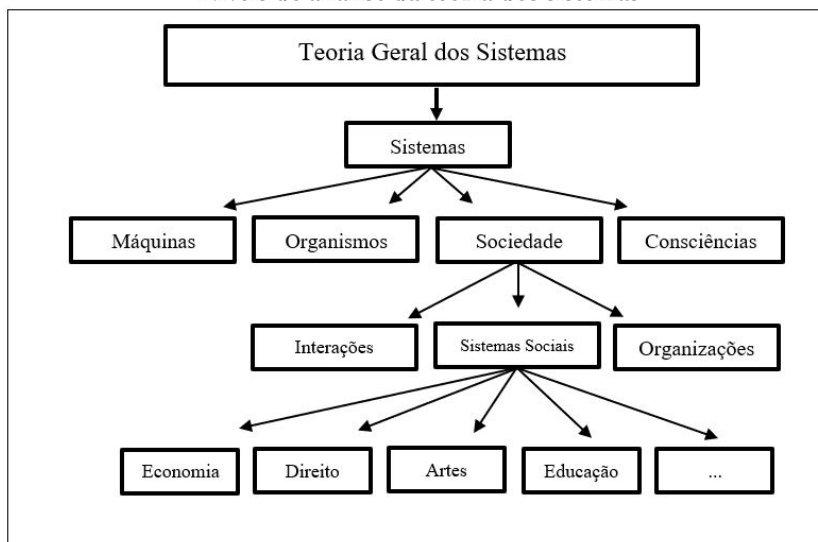 Teoria Geral dos Sistemas
Sistemas
Máquinas
Organismos
Sociedade
Consciências
Interações
Sistemas Sociais
Organizações
Economia
Direito
Artes
Educação
...